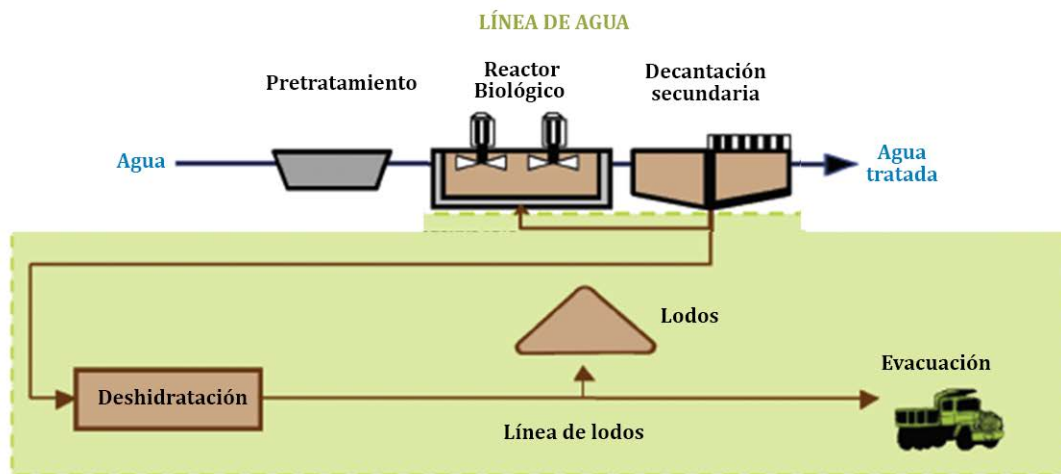 LÍNEA DE AGUA
Pretratamiento
Reactor
Biológico
Decantación
secundaria
Agua
Agua
tratada
Lodos
Evacuación
Deshidratación
Línea de lodos